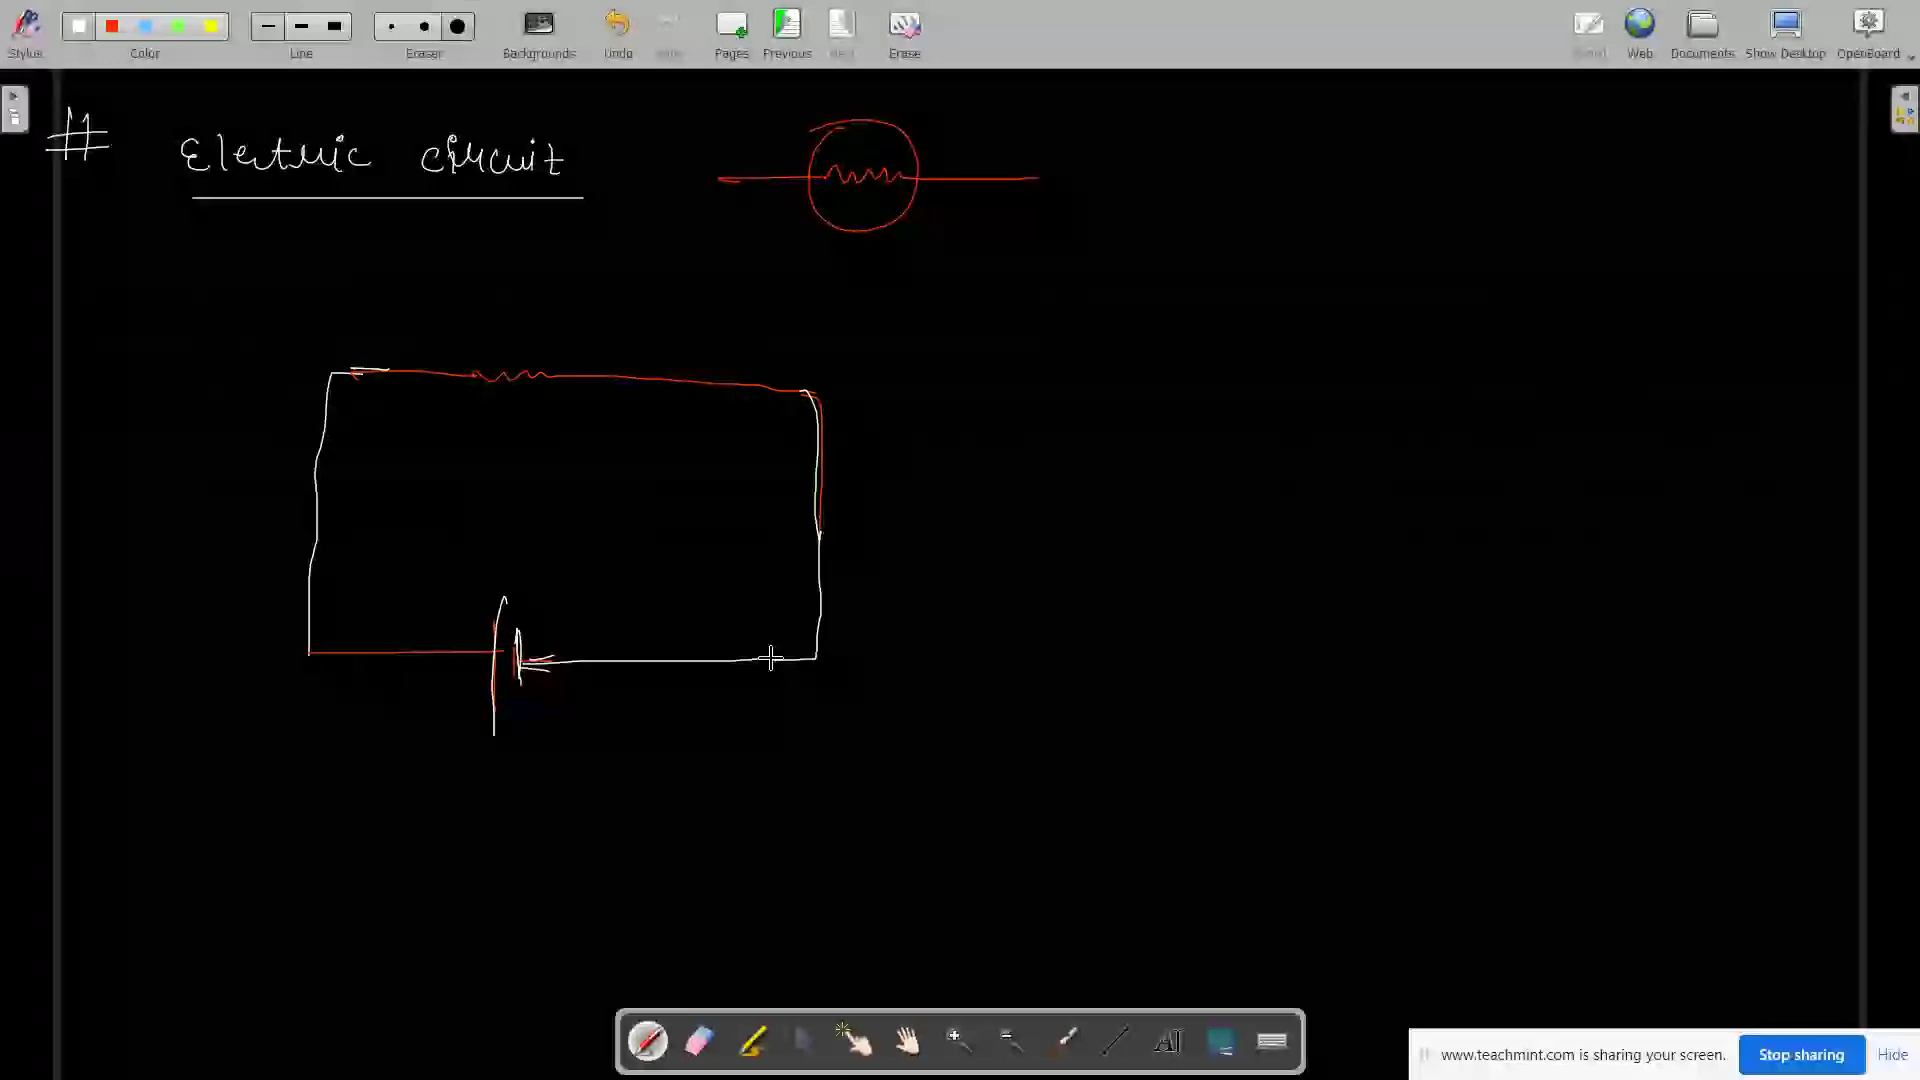 Stylus
Color
Line
Eraser
Backgrounds
Undo
Pages
Previous
Erase
Web
Documents
Show Desktop
OpenBoard
# Electric circuit
www.teachmint.com is sharing your screen.
Stop sharing
Hide